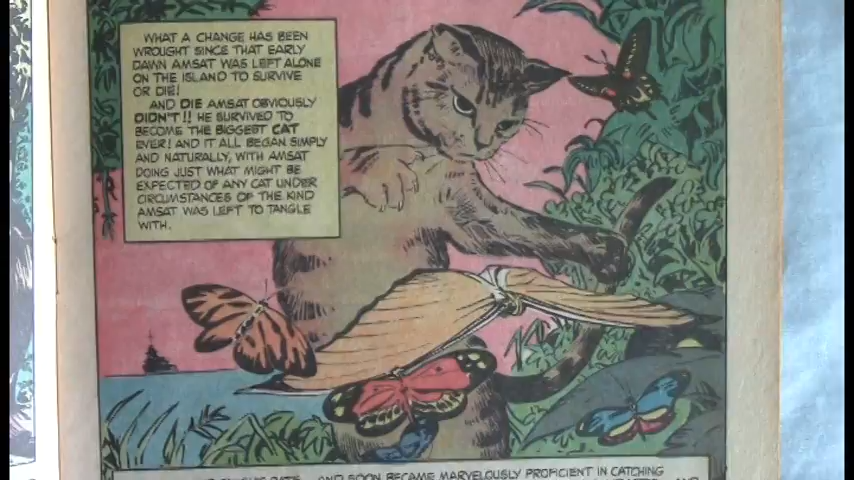 WHAT A CHANGE HAS BEEN
WROUGHT SINCE THAT EARLY
DAWN AMSAT WAS LEFT ALONE
ON THE ISLAND TO SURVIVE
OR DIE!
AND DIE AMSAT OBVIOUSLY
DIDN'T!! HE SURVIVED TO
BECOME THE BIGGEST CAT
EVER! AND IT ALL BEGAN SIMPLY
AND NATURALLY, WITH AMSAT
DOING JUST WHAT MIGHT BE
EXPECTED OF ANY CAT UNDER
CIRCUMSTANCES OF THE KIND
AMSAT WAS LEFT TO TANGLE
WITH.
AND SOON BECAME MARVELOUSLY PROFICIENT IN CATCHING